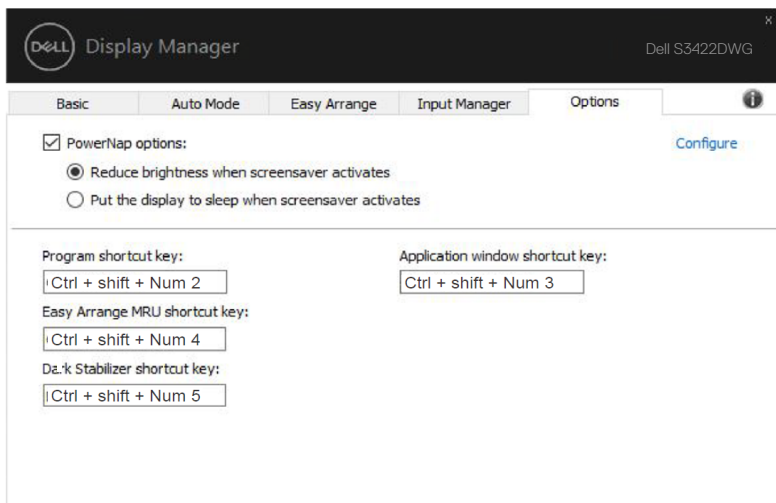 DELL Display Manager
Dell S3422DWG
Basic Auto Mode Easy Arrange Input Manager Options
PowerNap options:
Configure
Reduce brightness when screensaver activates
Put the display to sleep when screensaver activates
Program shortcut key:
Application window shortcut key:
Ctrl + shift + Num 2
Ctrl + shift + Num 3
Easy Arrange MRU shortcut key:
Ctrl + shift + Num 4
Dark Stabilizer shortcut key:
Ctrl + shift + Num 5